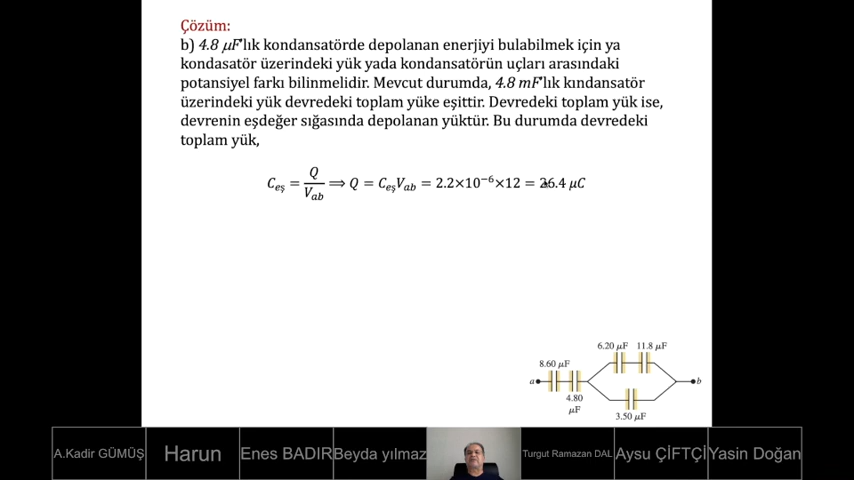 Çözüm:
b) 4.8 μF'lık kondansatörde depolanan enerjiyi bulabilmek için ya
kondasatör üzerindeki yük yada kondansatörün uçları arasındaki
potansiyel farkı bilinmelidir. Mevcut durumda, 4.8 mF'lık kındansatör
üzerindeki yük devredeki toplam yüke eşittir. Devredeki toplam yük ise,
devrenin eşdeğer sığasında depolanan yüktür. Bu durumda devredeki
toplam yük,
C_eş = Q/V_ab ⟹ Q = C_eş V_ab = 2.2×10⁻⁶×12 = 26.4 μC
6.20 μF 11.8 μF
8.60 μF
a b
4.80
μF
3.50 μF
A.Kadir GÜMÜŞ Harun Enes BADIR Beyda yılmaz Turgut Ramazan DAL Aysu ÇİFTÇİ Yasin Doğan